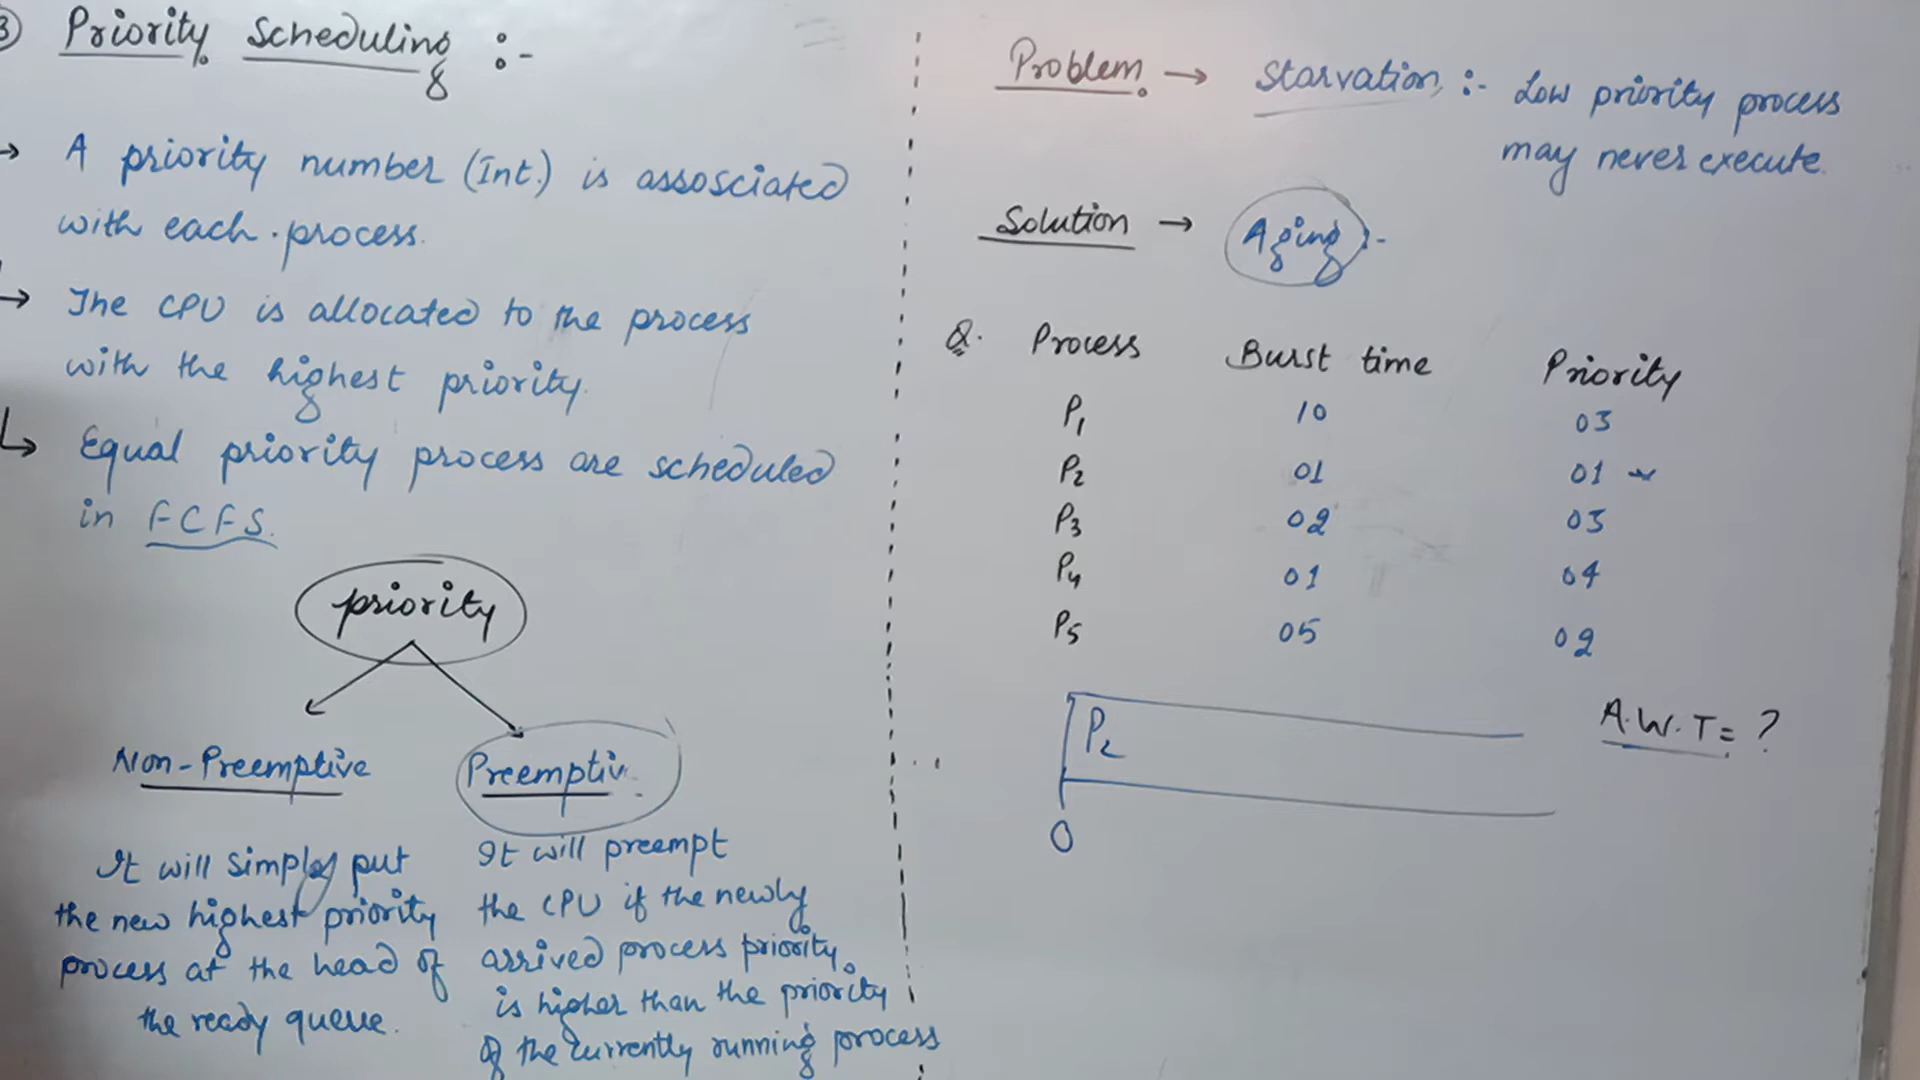 3 Priority Scheduling :-
→ A priority number (Int.) is assosciated
with each process.
→ The CPU is allocated to the process
with the highest priority.
↳ Equal priority process are scheduled
in FCFS.
priority
Non-Preemptive
It will simply put
the new highest priority
process at the head of
the ready queue.
Preemptiv
It will preempt
the CPU if the newly
arrived process priority
is higher than the priority
of the currently running process
Problem → Starvation :- Low priority process
may never execute.
Solution → Aging :-
Q. Process Burst time Priority
P1 10 03
P2 01 01
P3 02 03
P4 01 04
P5 05 02
P2
0
A.W.T = ?